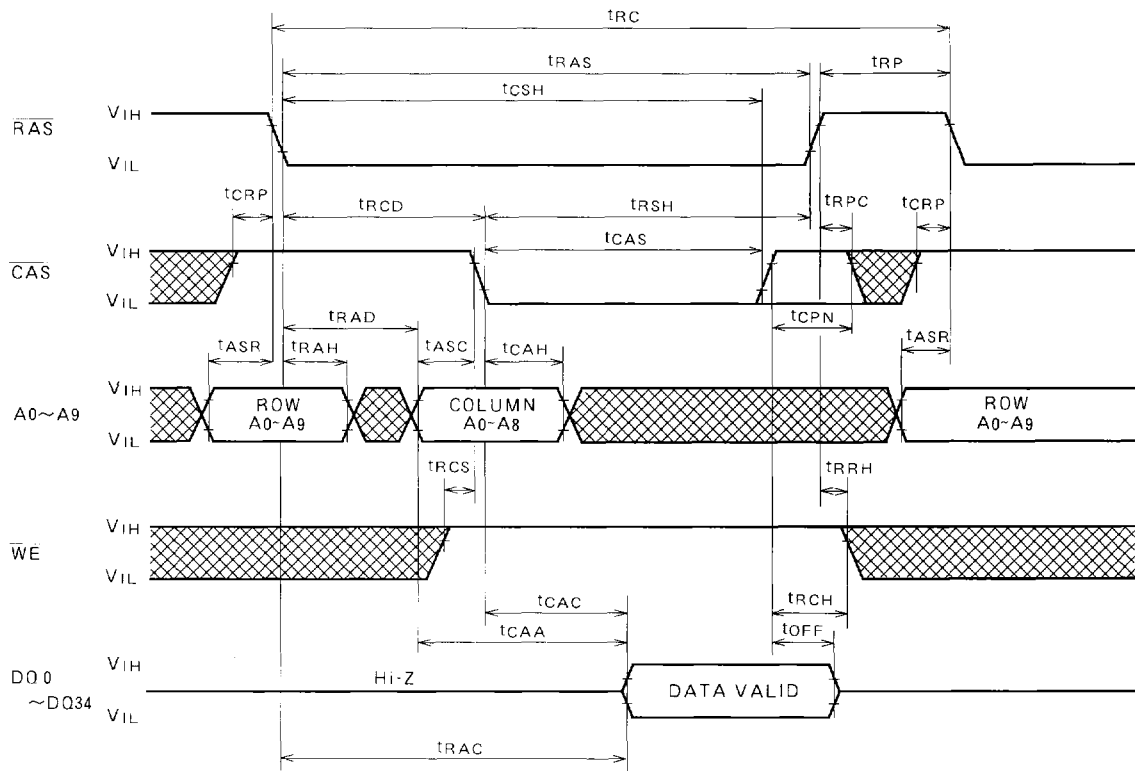 tRC
tRAS
tRP
tCSH
RAS
VIH
VIL
tCRP
tRCD
tRSH
tRPC
tCRP
tCAS
CAS
VIH
VIL
tRAD
tCPN
tASR
tRAH
tASC
tCAH
tASR
A0~A9
VIH
VIL
ROW
A0~A9
COLUMN
A0~A8
ROW
A0~A9
tRCS
tRRH
WE
VIH
VIL
tCAC
tRCH
tCAA
tOFF
DQ0
~DQ34
VIH
VIL
Hi-Z
DATA VALID
tRAC